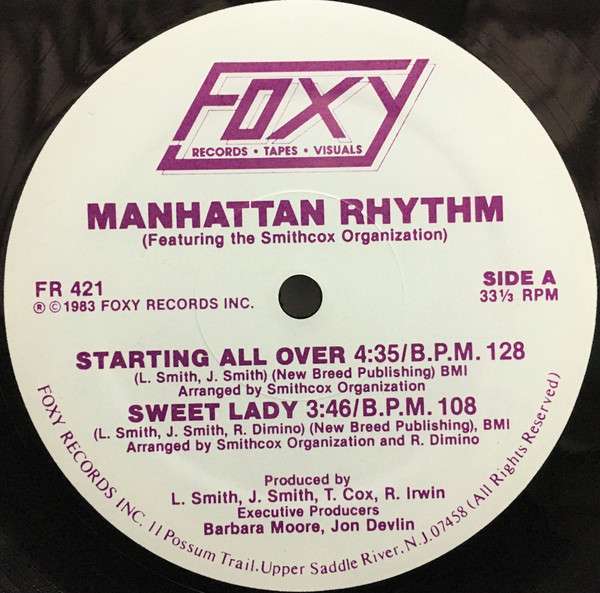 FOXY
RECORDS • TAPES • VISUALS
MANHATTAN RHYTHM
(Featuring the Smithcox Organization)
FR 421
SIDE A
℗ © 1983 FOXY RECORDS INC.
33⅓ RPM
STARTING ALL OVER 4:35/B.P.M. 128
(L. Smith, J. Smith) (New Breed Publishing) BMI
Arranged by Smithcox Organization
SWEET LADY 3:46/B.P.M. 108
(L. Smith, J. Smith, R. Dimino) (New Breed Publishing), BMI
Arranged by Smithcox Organization and R. Dimino
Produced by
L. Smith, J. Smith, T. Cox, R. Irwin
Executive Producers
Barbara Moore, Jon Devlin
FOXY RECORDS INC. 11 Possum Trail, Upper Saddle River, N.J. 07458 (All Rights Reserved)